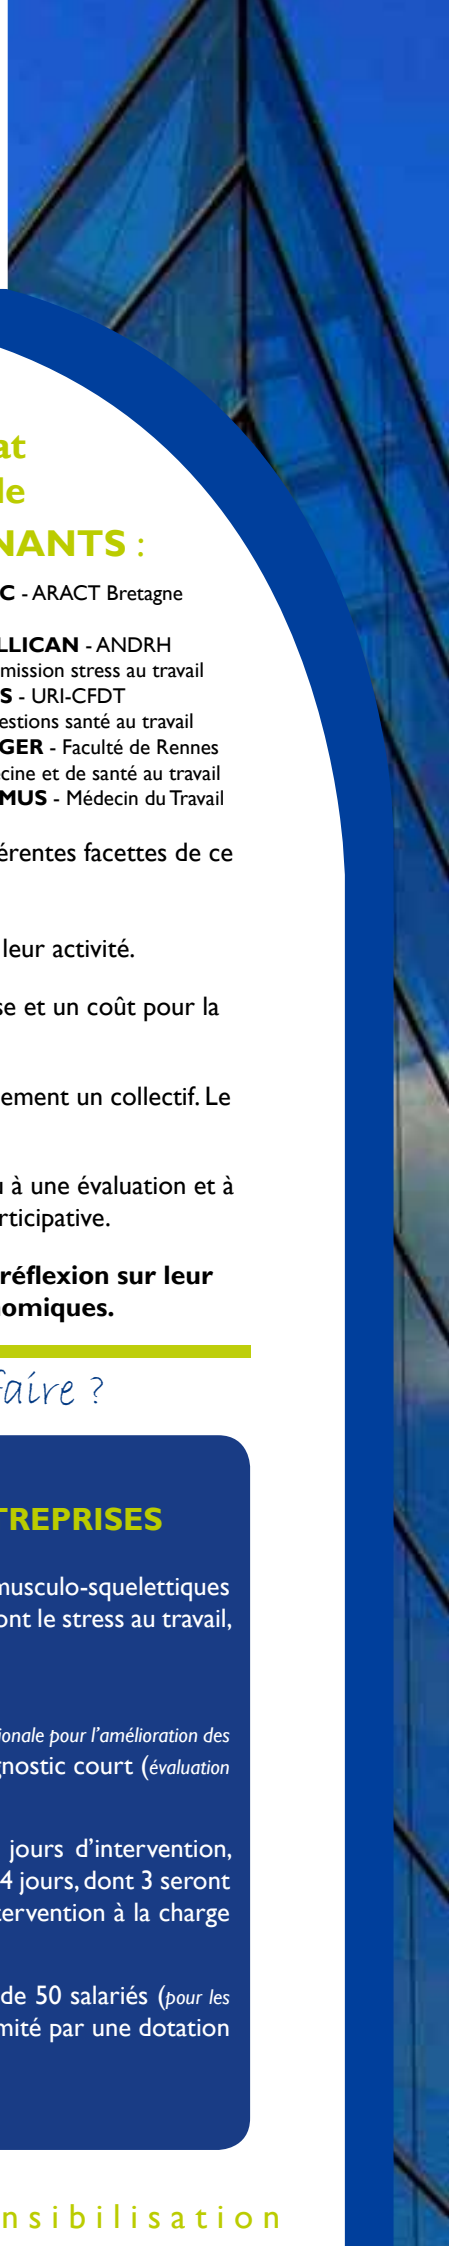 at
le
NANTS :
C - ARACT Bretagne
LLICAN - ANDRH
mission stress au travail
S - URI-CFDT
estions santé au travail
GER - Faculté de Rennes
ecine et de santé au travail
MUS - Médecin du Travail
érentes facettes de ce
leur activité.
se et un coût pour la
ement un collectif. Le
u à une évaluation et à
rticipative.
réflexion sur leur
nomiques.
faire ?
TREPRISES
musculo-squelettiques
ont le stress au travail,
ionale pour l’amélioration des
gnostic court (évaluation
jours d’intervention,
4 jours, dont 3 seront
tervention à la charge
de 50 salariés (pour les
mité par une dotation
nsibilisation